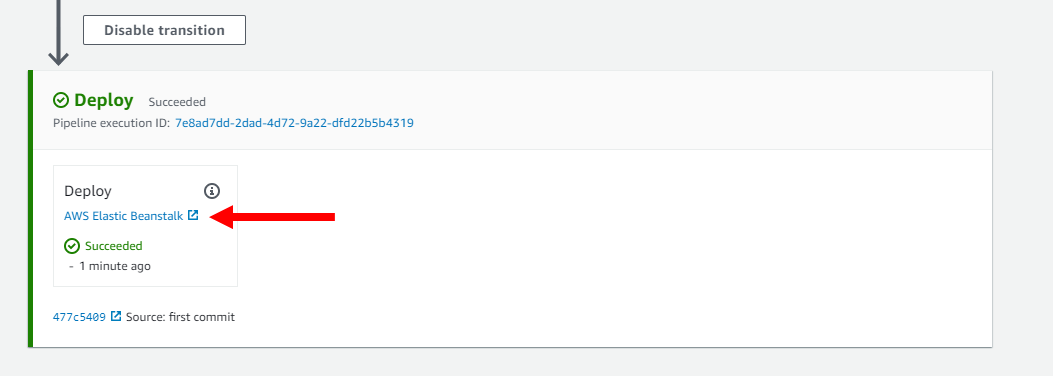 Disable transition
Deploy Succeeded
Pipeline execution ID: 7e8ad7dd-2dad-4d72-9a22-dfd22b5b4319
Deploy
AWS Elastic Beanstalk
Succeeded
- 1 minute ago
477c5409 Source: first commit